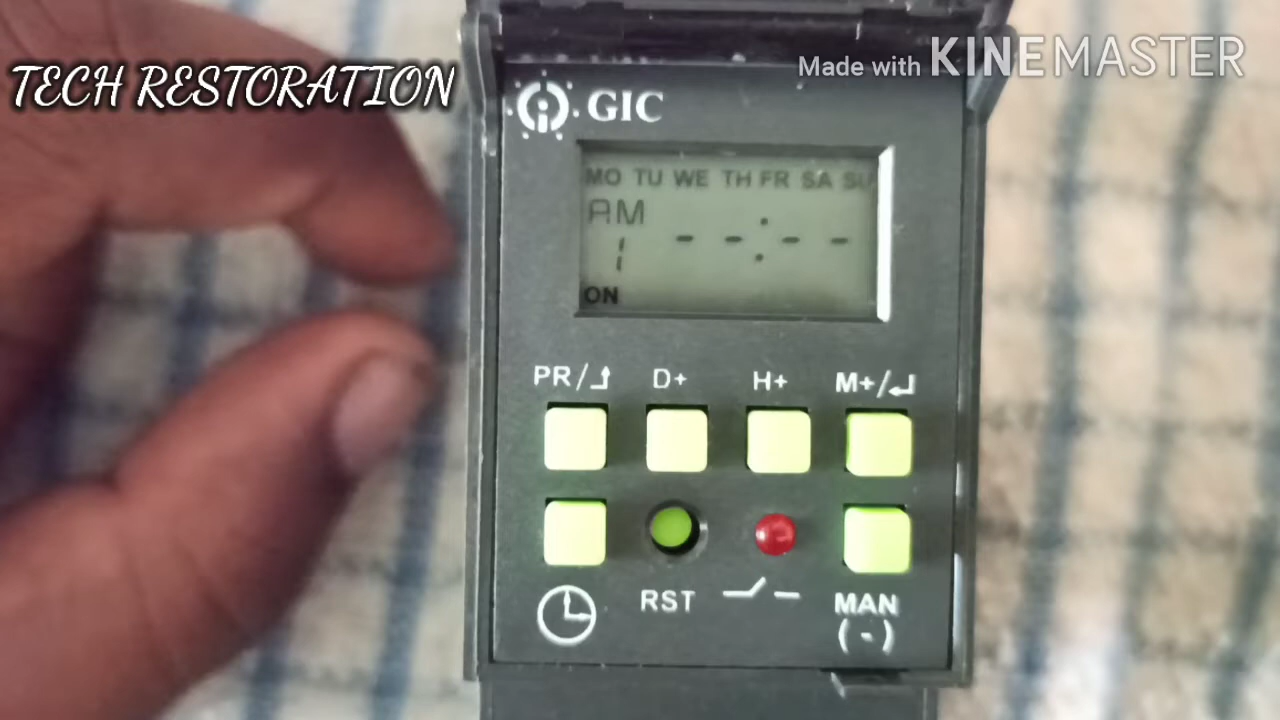 TECH RESTORATION
Made with KINEMASTER
GIC
MO TU WE TH FR SA SU
AM
1 --:--
ON
PR/ D+ H+ M+/
RST
MAN
(-)